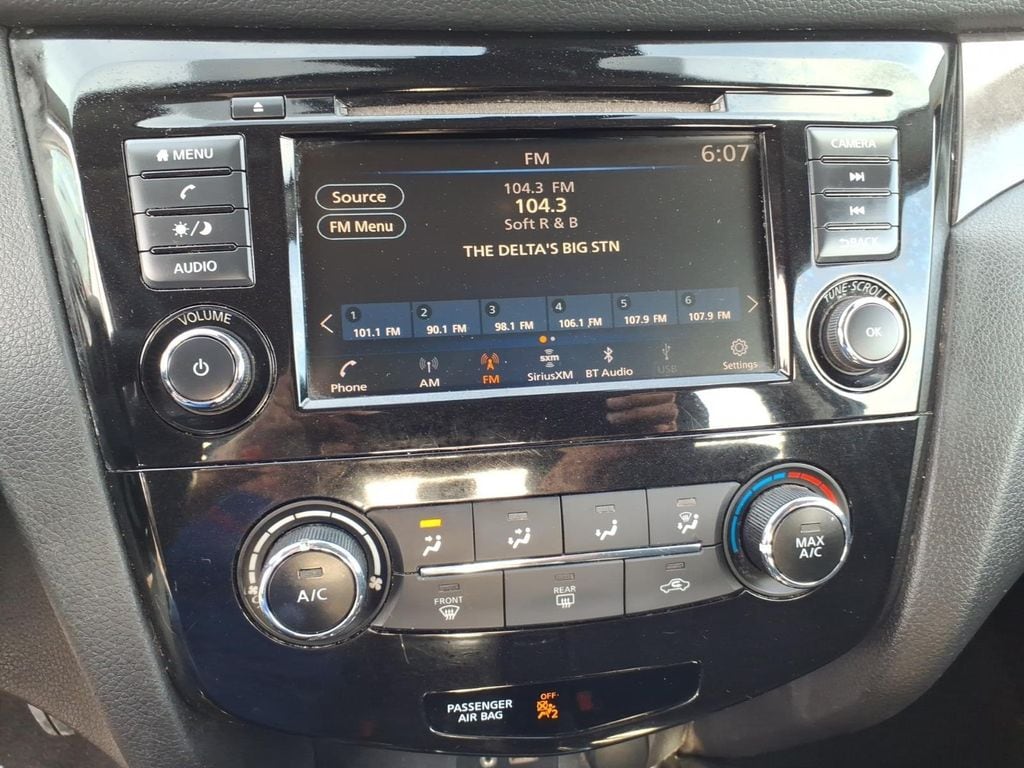 MENU
AUDIO
VOLUME
FM
6:07
Source
FM Menu
104.3 FM
104.3
Soft R & B
THE DELTA'S BIG STN
1 2 3 4 5 6
101.1 FM 90.1 FM 98.1 FM 106.1 FM 107.9 FM 107.9 FM
Phone AM FM SiriusXM BT Audio USB Settings
sxm
CAMERA
BACK
TUNE·SCROLL
OK
A/C
MAX
A/C
FRONT
REAR
PASSENGER
AIR BAG
OFF
2